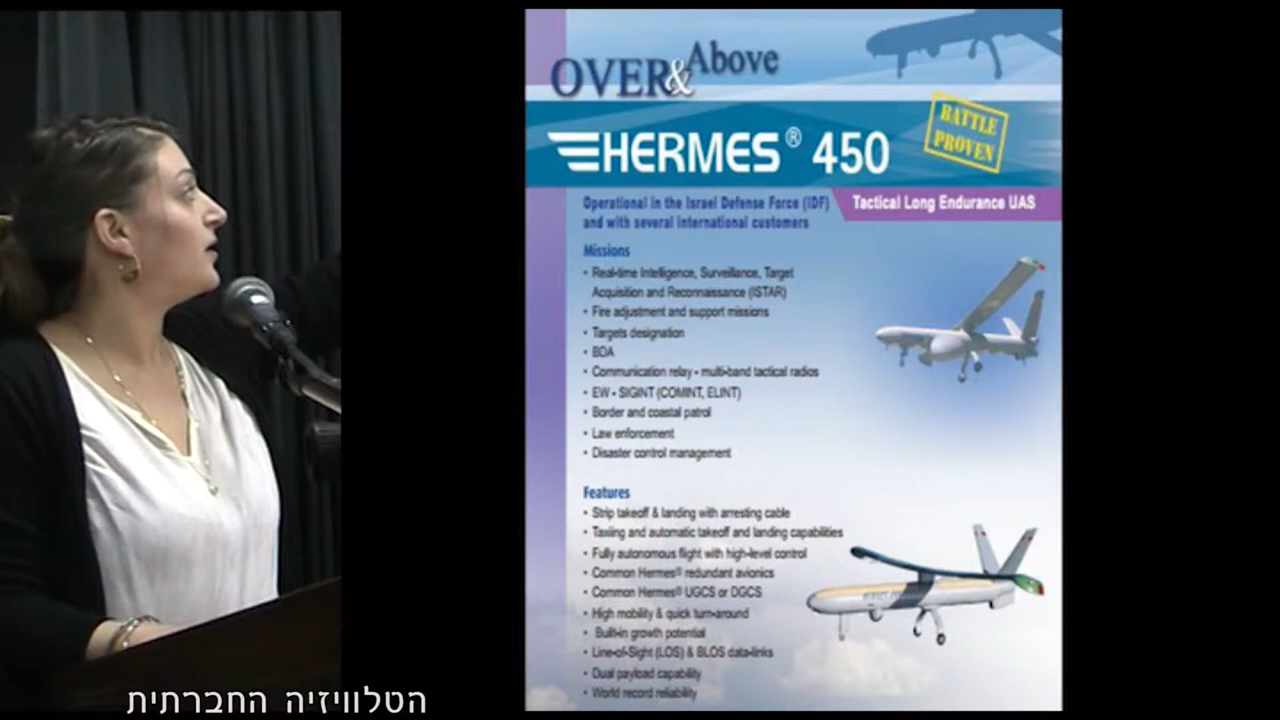 OVER & Above
HERMES® 450
BATTLE
PROVEN
Operational in the Israel Defense Force (IDF)
and with several international customers
Tactical Long Endurance UAS
Missions
• Real-time Intelligence, Surveillance, Target
Acquisition and Reconnaissance (ISTAR)
• Fire adjustment and support missions
• Targets designation
• BDA
• Communication relay - multi-band tactical radios
• EW - SIGINT (COMINT, ELINT)
• Border and coastal patrol
• Law enforcement
• Disaster control management
Features
• Strip takeoff & landing with arresting cable
• Taxiing and automatic takeoff and landing capabilities
• Fully autonomous flight with high-level control
• Common Hermes® redundant avionics
• Common Hermes® UGCS or DGCS
• High mobility & quick turn-around
• Built-in growth potential
• Line-of-Sight (LOS) & BLOS data-links
• Dual payload capability
• World record reliability
הטלוויזיה החברתית